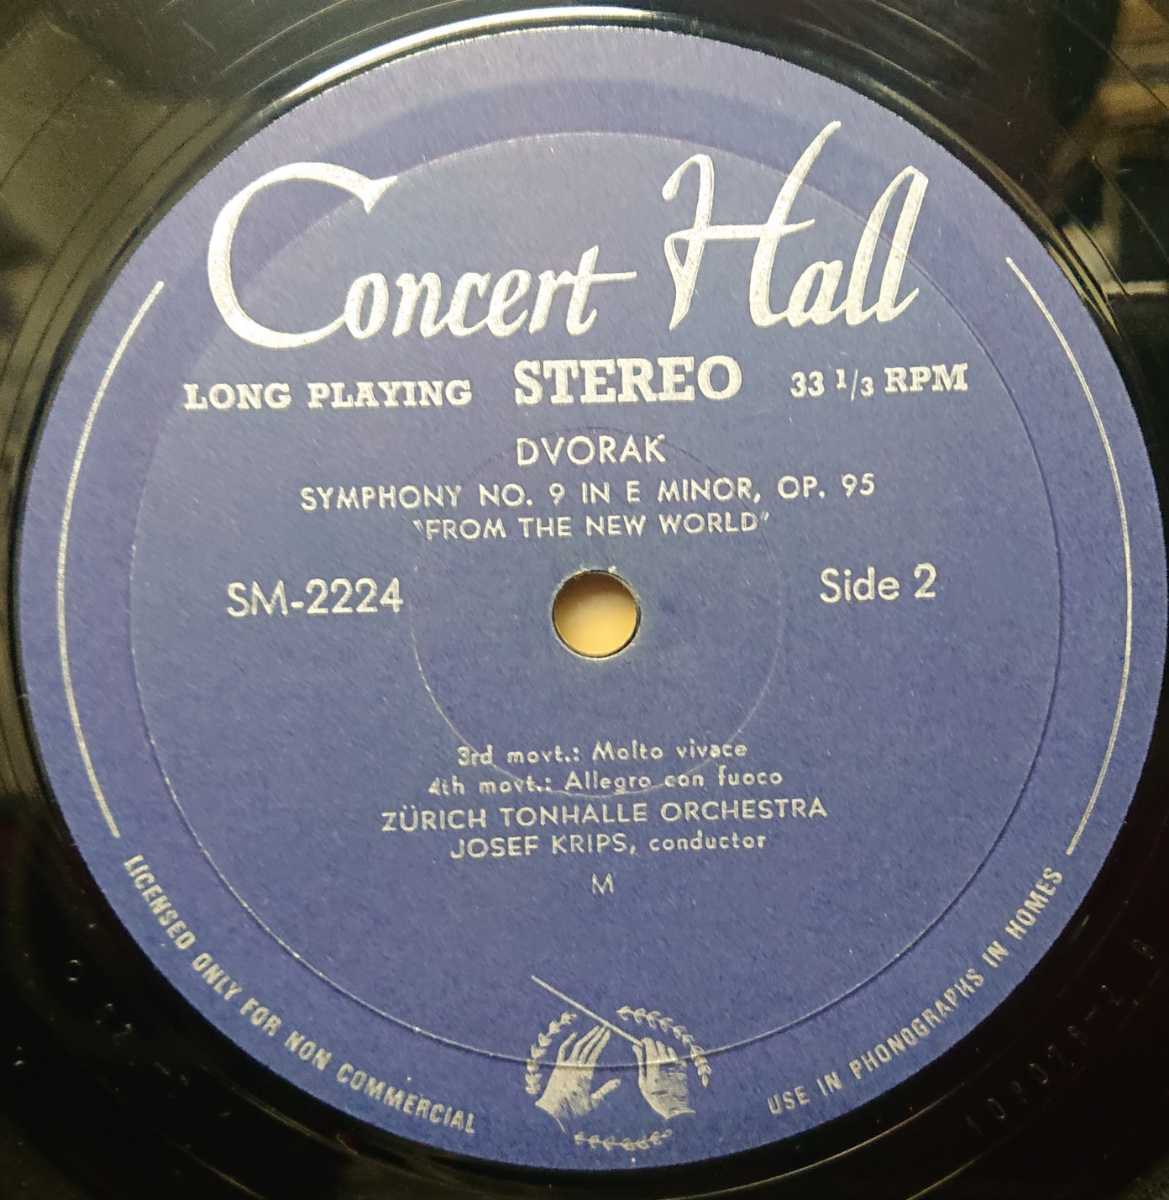 Concert Hall
LONG PLAYING STEREO 33 1/3 RPM
DVORAK
SYMPHONY NO. 9 IN E MINOR, OP. 95
"FROM THE NEW WORLD"
SM-2224
Side 2
3rd movt.: Molto vivace
4th movt.: Allegro con fuoco
ZÜRICH TONHALLE ORCHESTRA
JOSEF KRIPS, conductor
M
LICENSED ONLY FOR NON COMMERCIAL
USE IN PHONOGRAPHS IN HOMES